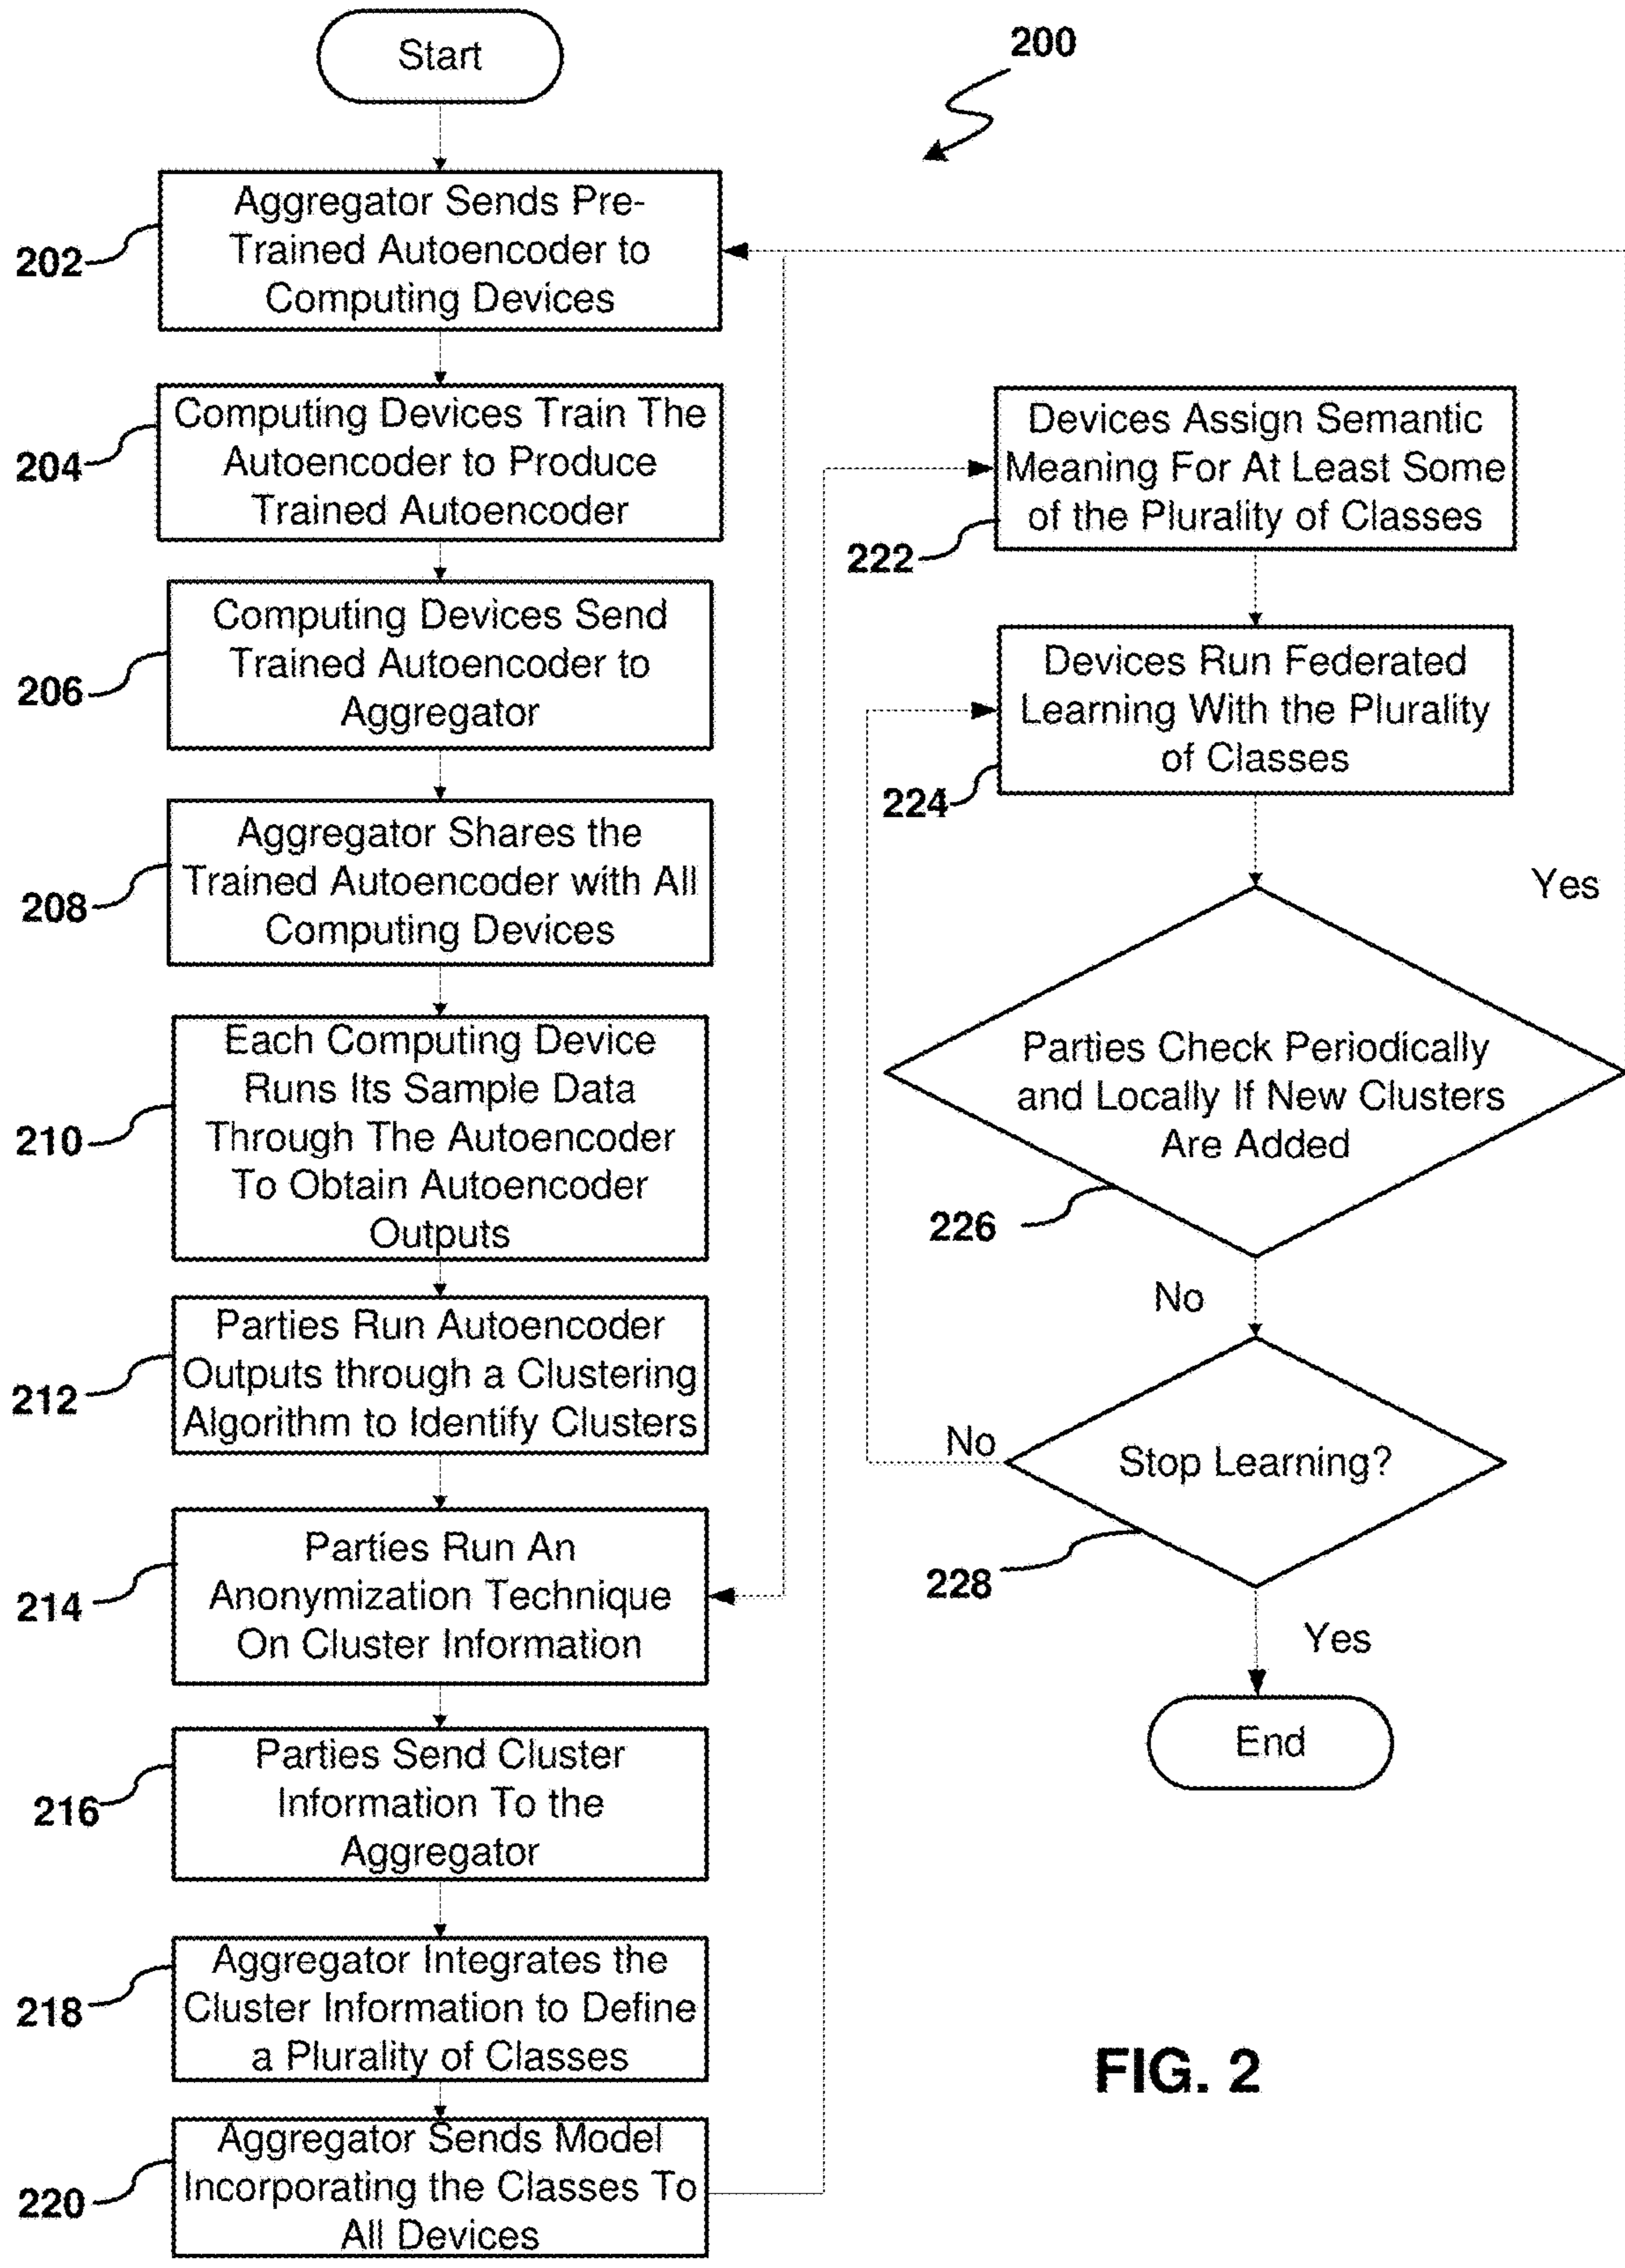 Start
200
Aggregator Sends Pre-
Trained Autoencoder to
Computing Devices
202
Computing Devices Train The
Autoencoder to Produce
Trained Autoencoder
204
Computing Devices Send
Trained Autoencoder to
Aggregator
206
Aggregator Shares the
Trained Autoencoder with All
Computing Devices
208
Each Computing Device
Runs Its Sample Data
Through The Autoencoder
To Obtain Autoencoder
Outputs
210
Parties Run Autoencoder
Outputs through a Clustering
Algorithm to Identify Clusters
212
Parties Run An
Anonymization Technique
On Cluster Information
214
Parties Send Cluster
Information To the
Aggregator
216
Aggregator Integrates the
Cluster Information to Define
a Plurality of Classes
218
Aggregator Sends Model
Incorporating the Classes To
All Devices
220
Devices Assign Semantic
Meaning For At Least Some
of the Plurality of Classes
222
Devices Run Federated
Learning With the Plurality
of Classes
224
Yes
Parties Check Periodically
and Locally If New Clusters
Are Added
226
No
No
Stop Learning?
228
Yes
End
FIG. 2